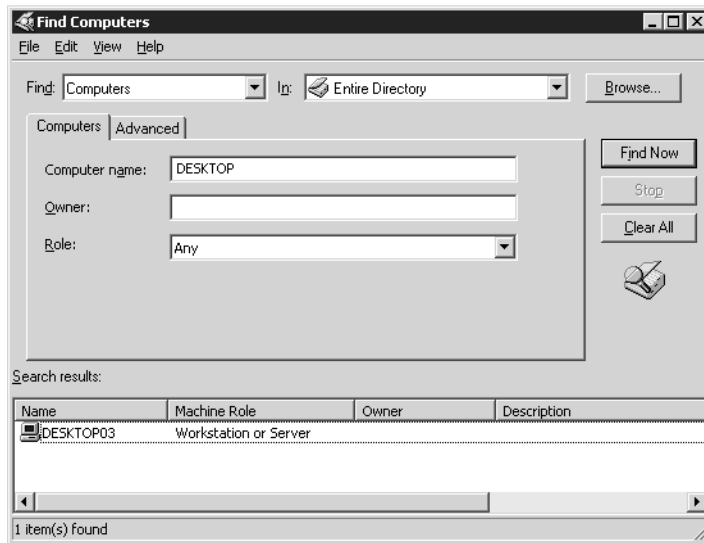 Find Computers
File Edit View Help
Find: Computers In: Entire Directory Browse...
Computers Advanced
Computer name: DESKTOP
Owner:
Role: Any
Find Now
Stop
Clear All
Search results:
Name Machine Role Owner Description
DESKTOP03 Workstation or Server
1 item(s) found